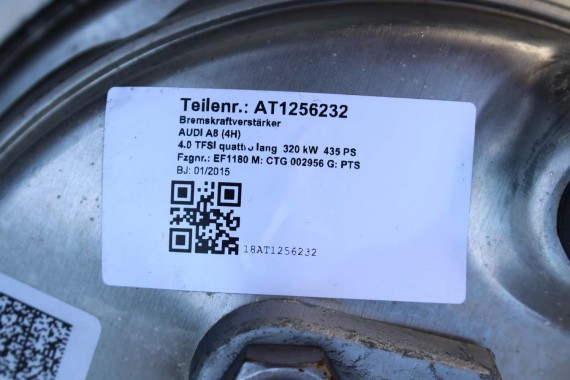 Teilenr.: AT1256232
Bremskraftverstärker
AUDI A8 (4H)
4.0 TFSI quattro lang 320 kW 435 PS
Fzgnr.: EF1180 M: CTG 002956 G: PTS
BJ: 01/2015
18AT1256232